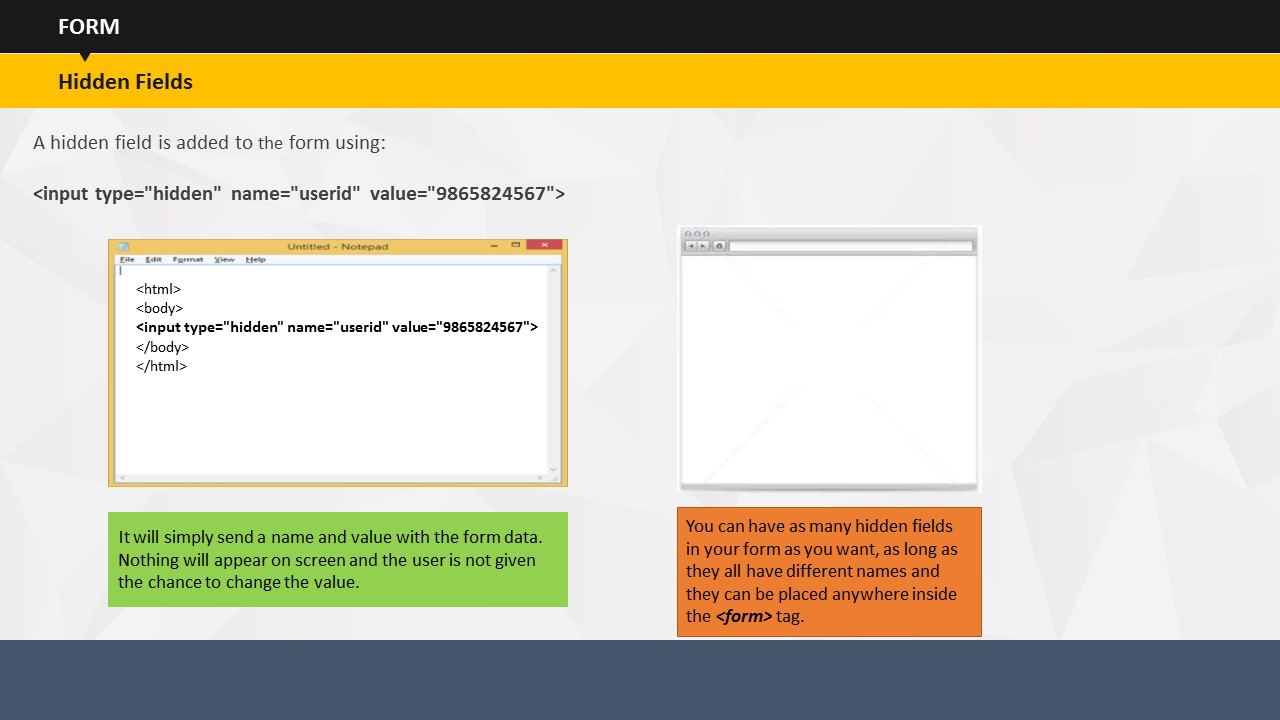 FORM
Hidden Fields
A hidden field is added to the form using:
<input type="hidden" name="userid" value="9865824567">
Untitled - Notepad
File Edit Format View Help
<html>
<body>
<input type="hidden" name="userid" value="9865824567">
</body>
</html>
It will simply send a name and value with the form data.
Nothing will appear on screen and the user is not given
the chance to change the value.
You can have as many hidden fields
in your form as you want, as long as
they all have different names and
they can be placed anywhere inside
the <form> tag.